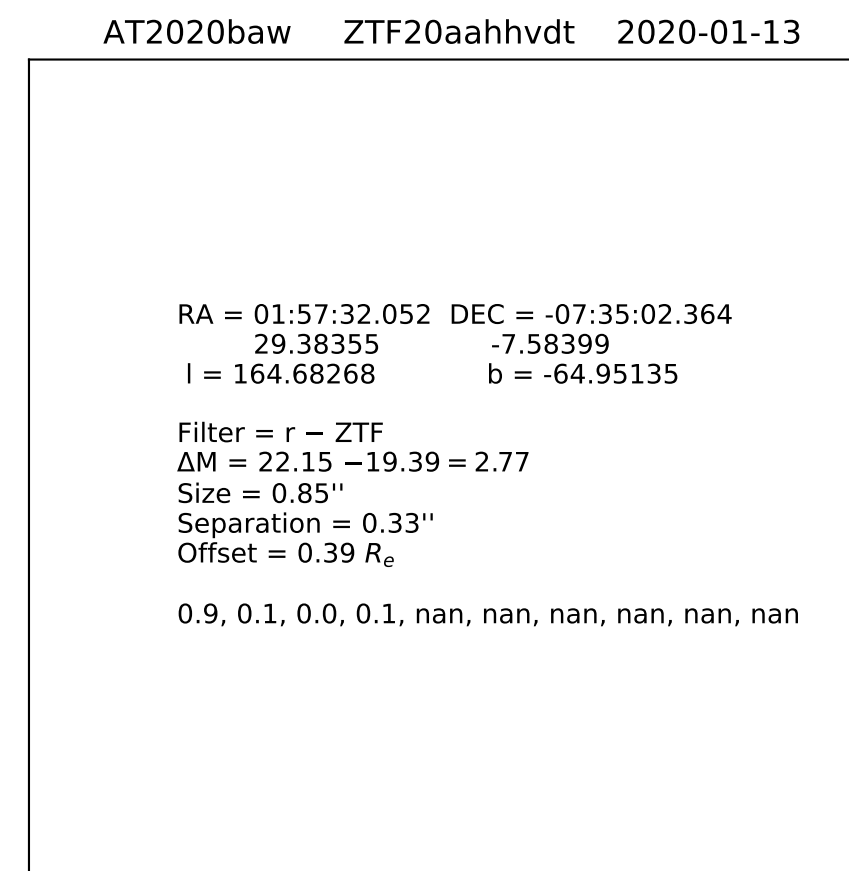 AT2020baw ZTF20aahhvdt 2020-01-13
RA = 01:57:32.052 DEC = -07:35:02.364
29.38355 -7.58399
l = 164.68268 b = -64.95135
Filter = r − ZTF
ΔM = 22.15 −19.39 = 2.77
Size = 0.85''
Separation = 0.33''
Offset = 0.39 Re
0.9, 0.1, 0.0, 0.1, nan, nan, nan, nan, nan, nan